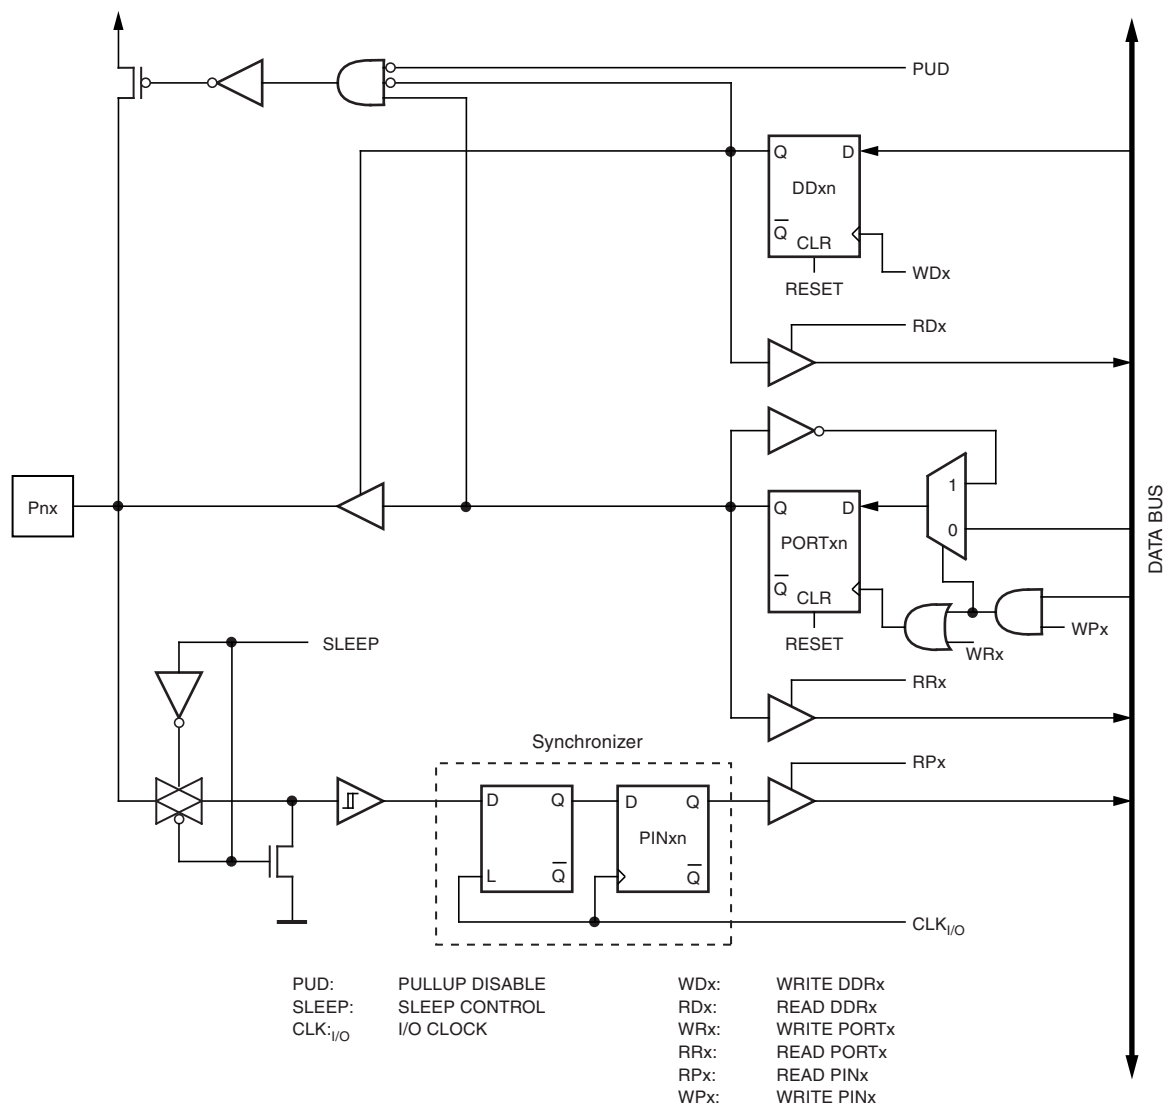 PUD
Q D
DDxn
Q̅
CLR
WDx
RESET
RDx
1
Pnx
Q D
0
PORTxn
Q̅
CLR
WPx
RESET
WRx
SLEEP
RRx
Synchronizer
RPx
D Q
D Q
PINxn
L Q̅
Q̅
CLK I/O
DATA BUS
PUD: PULLUP DISABLE
SLEEP: SLEEP CONTROL
CLK: I/O I/O CLOCK
WDx: WRITE DDRx
RDx: READ DDRx
WRx: WRITE PORTx
RRx: READ PORTx
RPx: READ PINx
WPx: WRITE PINx